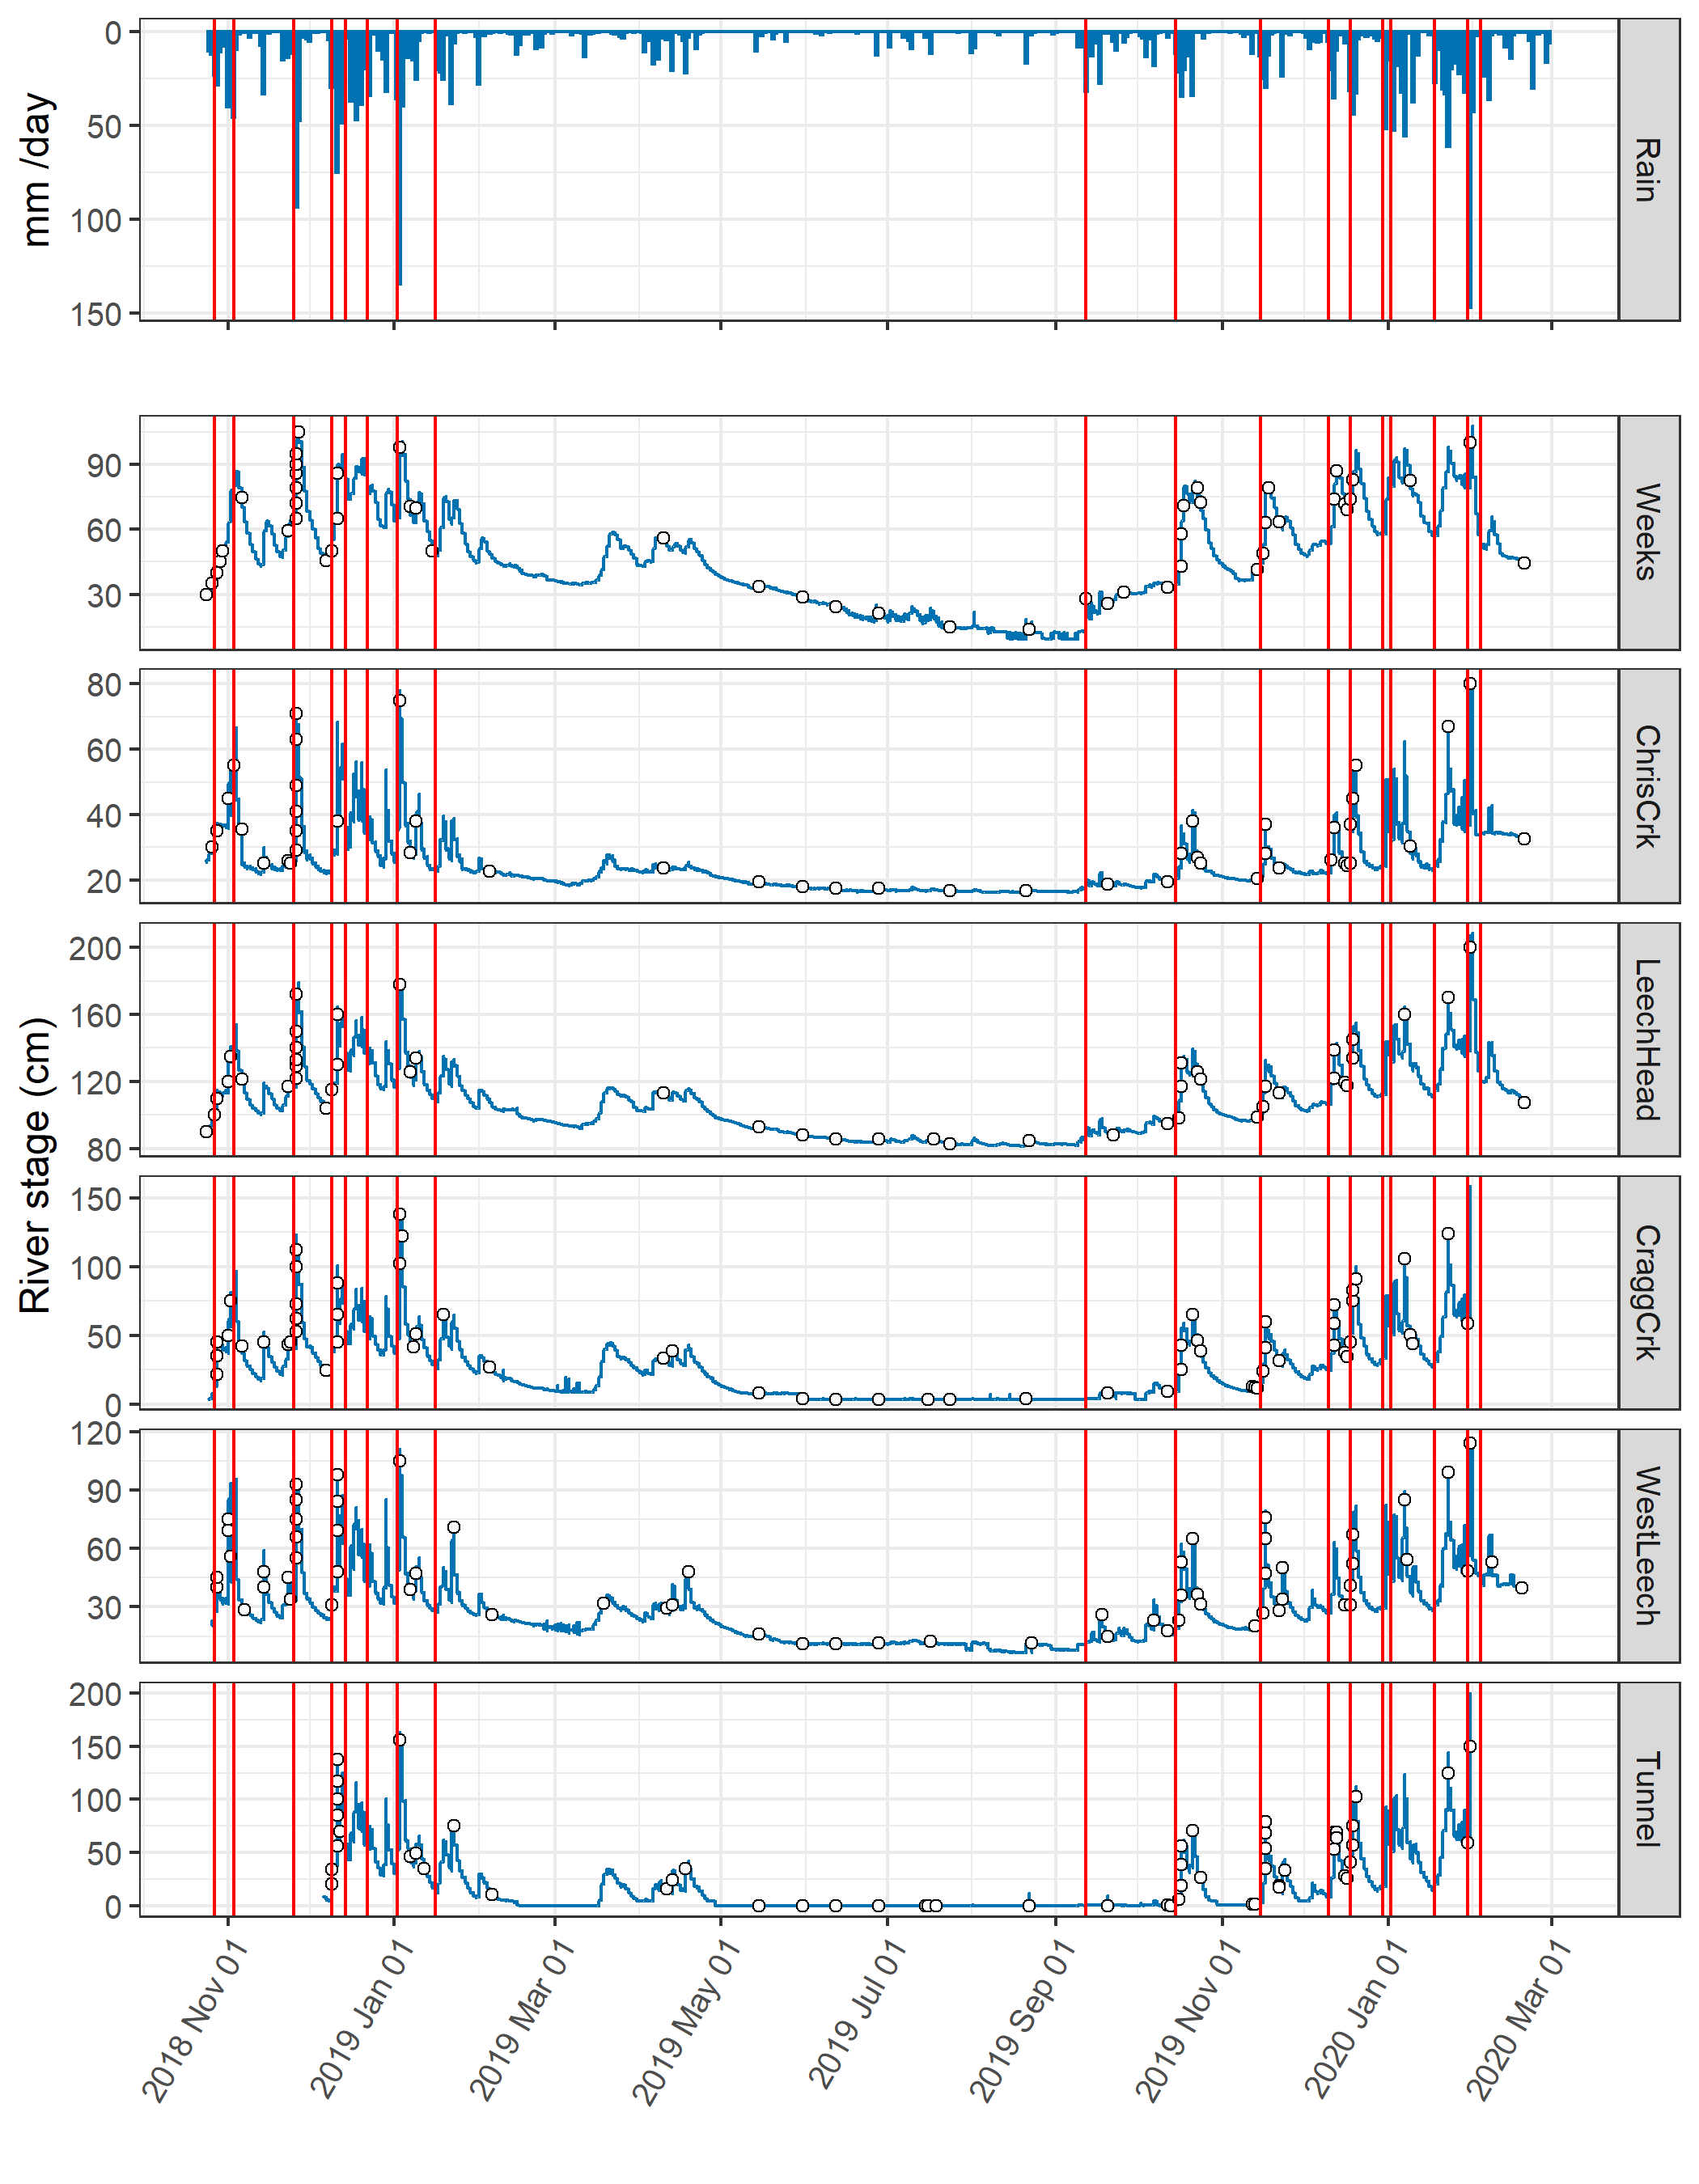 mm /day
0
50
100
150
Rain
River stage (cm)
90
60
30
Weeks
80
60
40
20
ChrisCrk
200
160
120
80
LeechHead
150
100
50
0
CraggCrk
120
90
60
30
WestLeech
200
150
100
50
0
Tunnel
2018 Nov 01
2019 Jan 01
2019 Mar 01
2019 May 01
2019 Jul 01
2019 Sep 01
2019 Nov 01
2020 Jan 01
2020 Mar 01